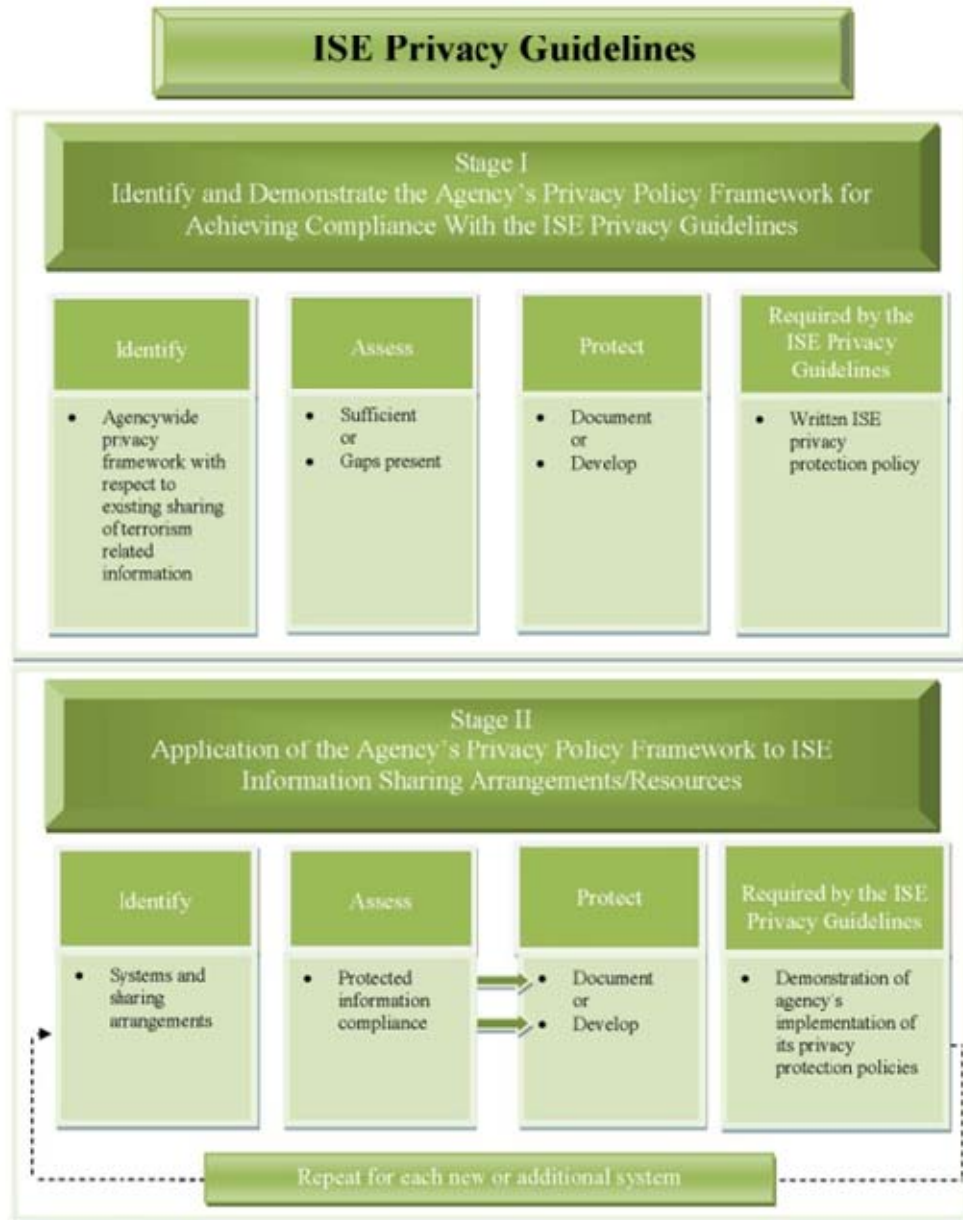 ISE Privacy Guidelines
Stage I
Identify and Demonstrate the Agency's Privacy Policy Framework for
Achieving Compliance With the ISE Privacy Guidelines
Identify
• Agencywide
privacy
framework with
respect to
existing sharing
of terrorism
related
information
Assess
• Sufficient
or
• Gaps present
Protect
• Document
or
• Develop
Required by the
ISE Privacy
Guidelines
• Written ISE
privacy
protection policy
Stage II
Application of the Agency's Privacy Policy Framework to ISE
Information Sharing Arrangements/Resources
Identify
• Systems and
sharing
arrangements
Assess
• Protected
information
compliance
Protect
• Document
or
• Develop
Required by the ISE
Privacy Guidelines
• Demonstration of
agency's
implementation of
its privacy
protection policies
Repeat for each new or additional system